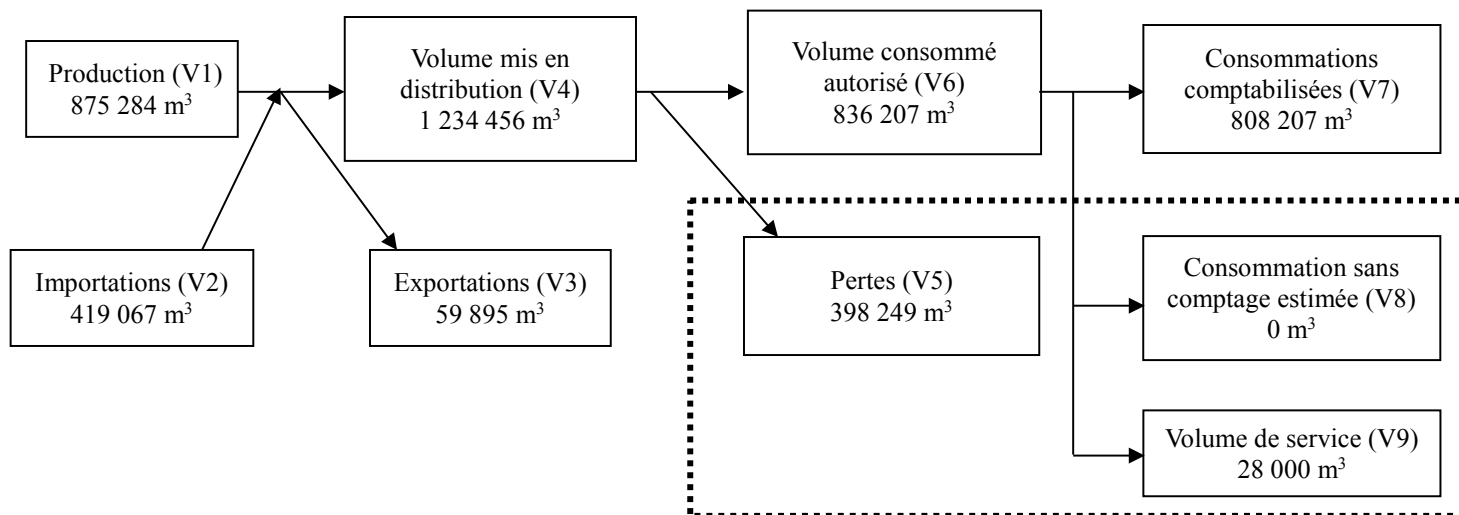 Production (V1)
875 284 m³
Volume mis en
distribution (V4)
1 234 456 m³
Volume consommé
autorisé (V6)
836 207 m³
Consommations
comptabilisées (V7)
808 207 m³
Importations (V2)
419 067 m³
Exportations (V3)
59 895 m³
Pertes (V5)
398 249 m³
Consommation sans
comptage estimée (V8)
0 m³
Volume de service (V9)
28 000 m³